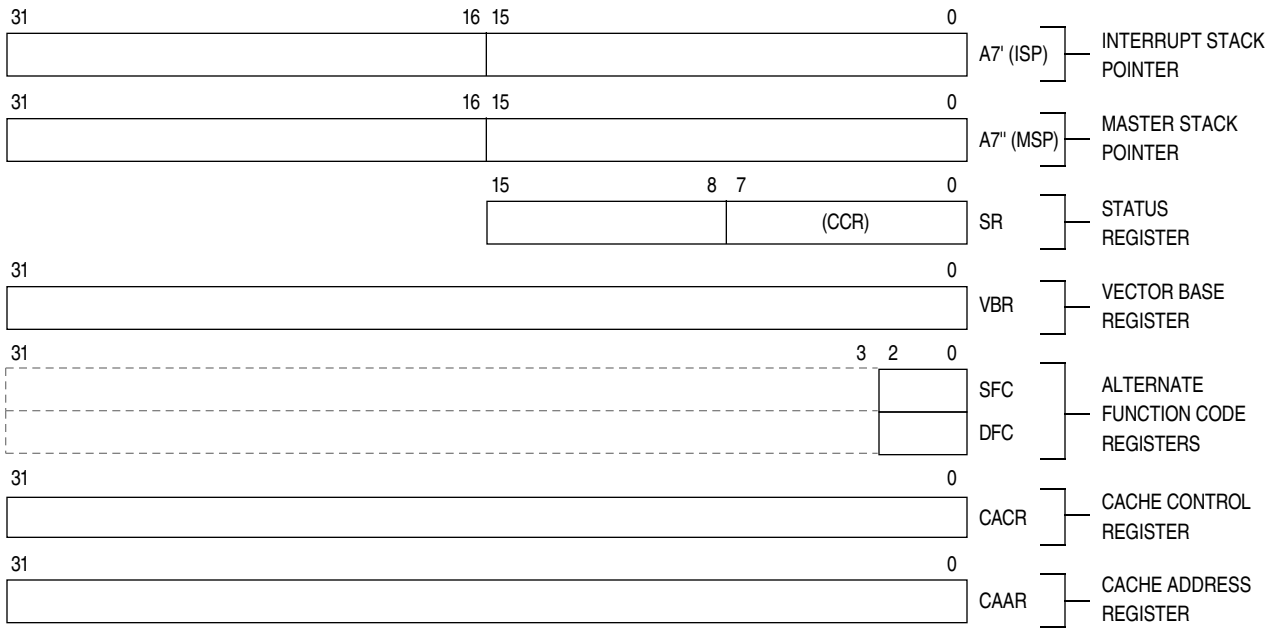 31 16 15 0
A7' (ISP) INTERRUPT STACK
POINTER
31 16 15 0
A7" (MSP) MASTER STACK
POINTER
15 8 7 0
(CCR) SR STATUS
REGISTER
31 0
VBR VECTOR BASE
REGISTER
31 3 2 0
SFC ALTERNATE
FUNCTION CODE
DFC REGISTERS
31 0
CACR CACHE CONTROL
REGISTER
31 0
CAAR CACHE ADDRESS
REGISTER